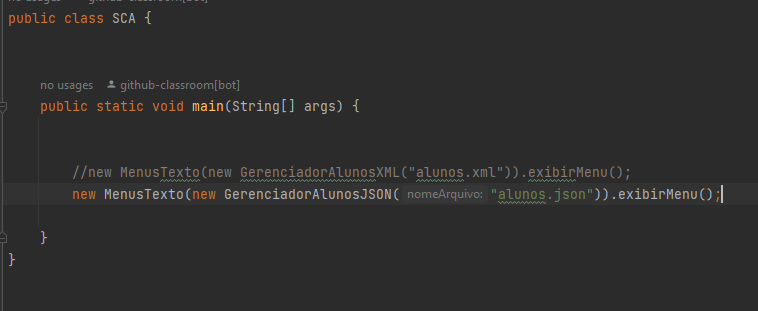 no usages github-classroom[bot]
public class SCA {
no usages github-classroom[bot]
public static void main(String[] args) {
//new MenusTexto(new GerenciadorAlunosXML("alunos.xml")).exibirMenu();
new MenusTexto(new GerenciadorAlunosJSON( nomeArquivo: "alunos.json")).exibirMenu();
}
}